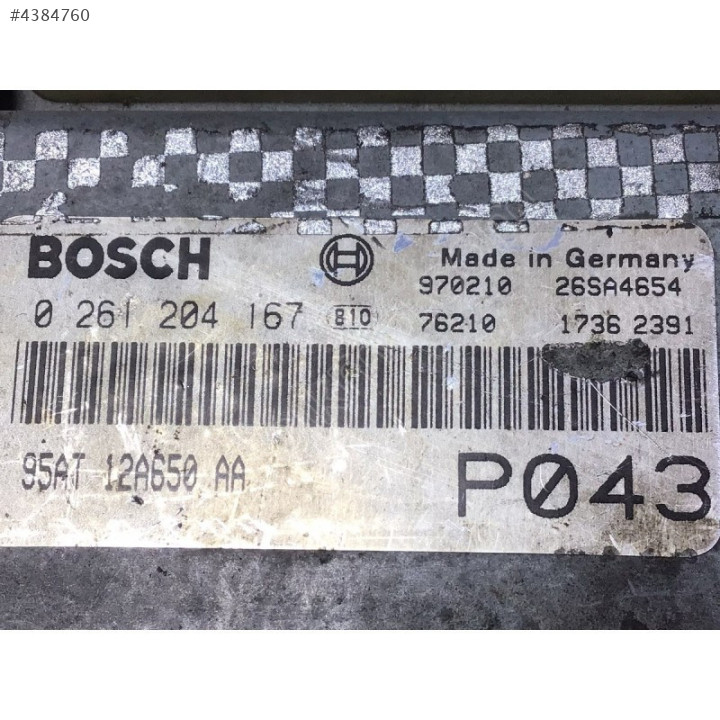 #4384760
BOSCH Made in Germany
970210 26SA4654
0 261 204 167 810 76210 1736 2391
95AT 12A650 AA P043